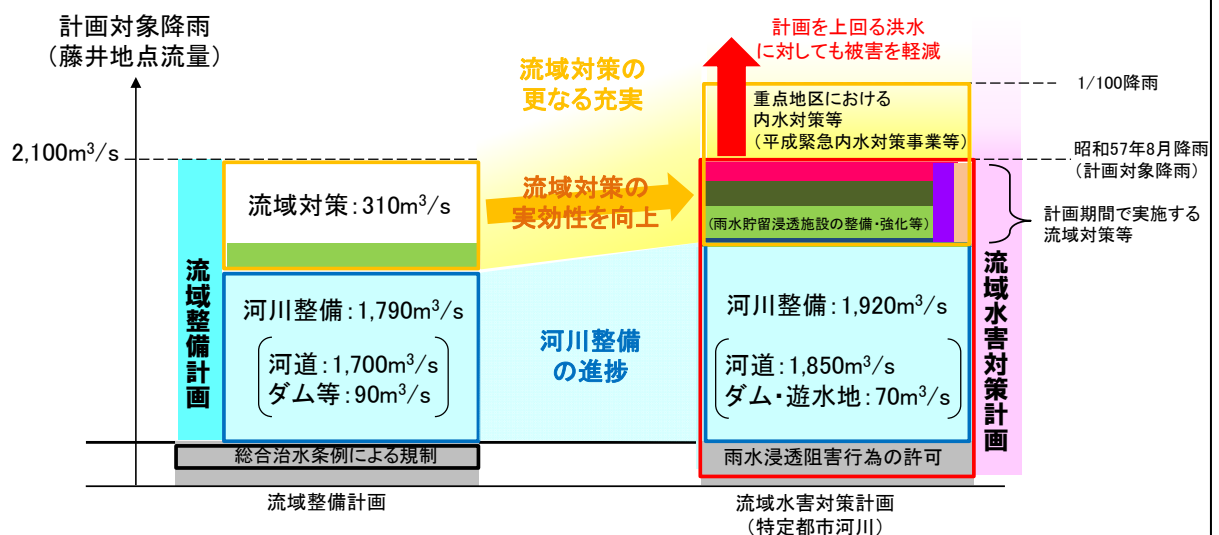 計画対象降雨
（藤井地点流量）
計画を上回る洪水
に対しても被害を軽減
流域対策の
更なる充実
1/100降雨
重点地区における
内水対策等
（平成緊急内水対策事業等）
2,100m³/s
昭和57年8月降雨
（計画対象降雨）
流域対策：310m³/s
流域対策の
実効性を向上
（雨水貯留浸透施設の整備・強化等）
計画期間で実施する
流域対策等
流域整備計画
河川整備：1,790m³/s
河道：1,700m³/s
ダム等：90m³/s
河川整備
の進捗
河川整備：1,920m³/s
河道：1,850m³/s
ダム・遊水地：70m³/s
流域水害対策計画
総合治水条例による規制
雨水浸透阻害行為の許可
流域整備計画
流域水害対策計画
（特定都市河川）